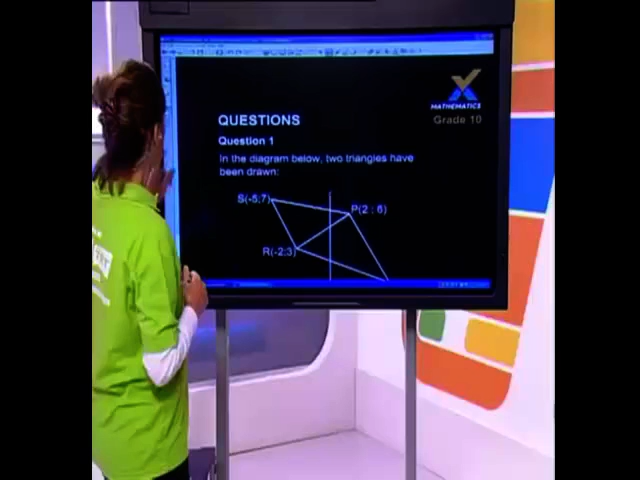 MATHEMATICS
Grade 10
QUESTIONS
Question 1
In the diagram below, two triangles have
been drawn:
S(-5;7)
P(2 ; 6)
R(-2;3)